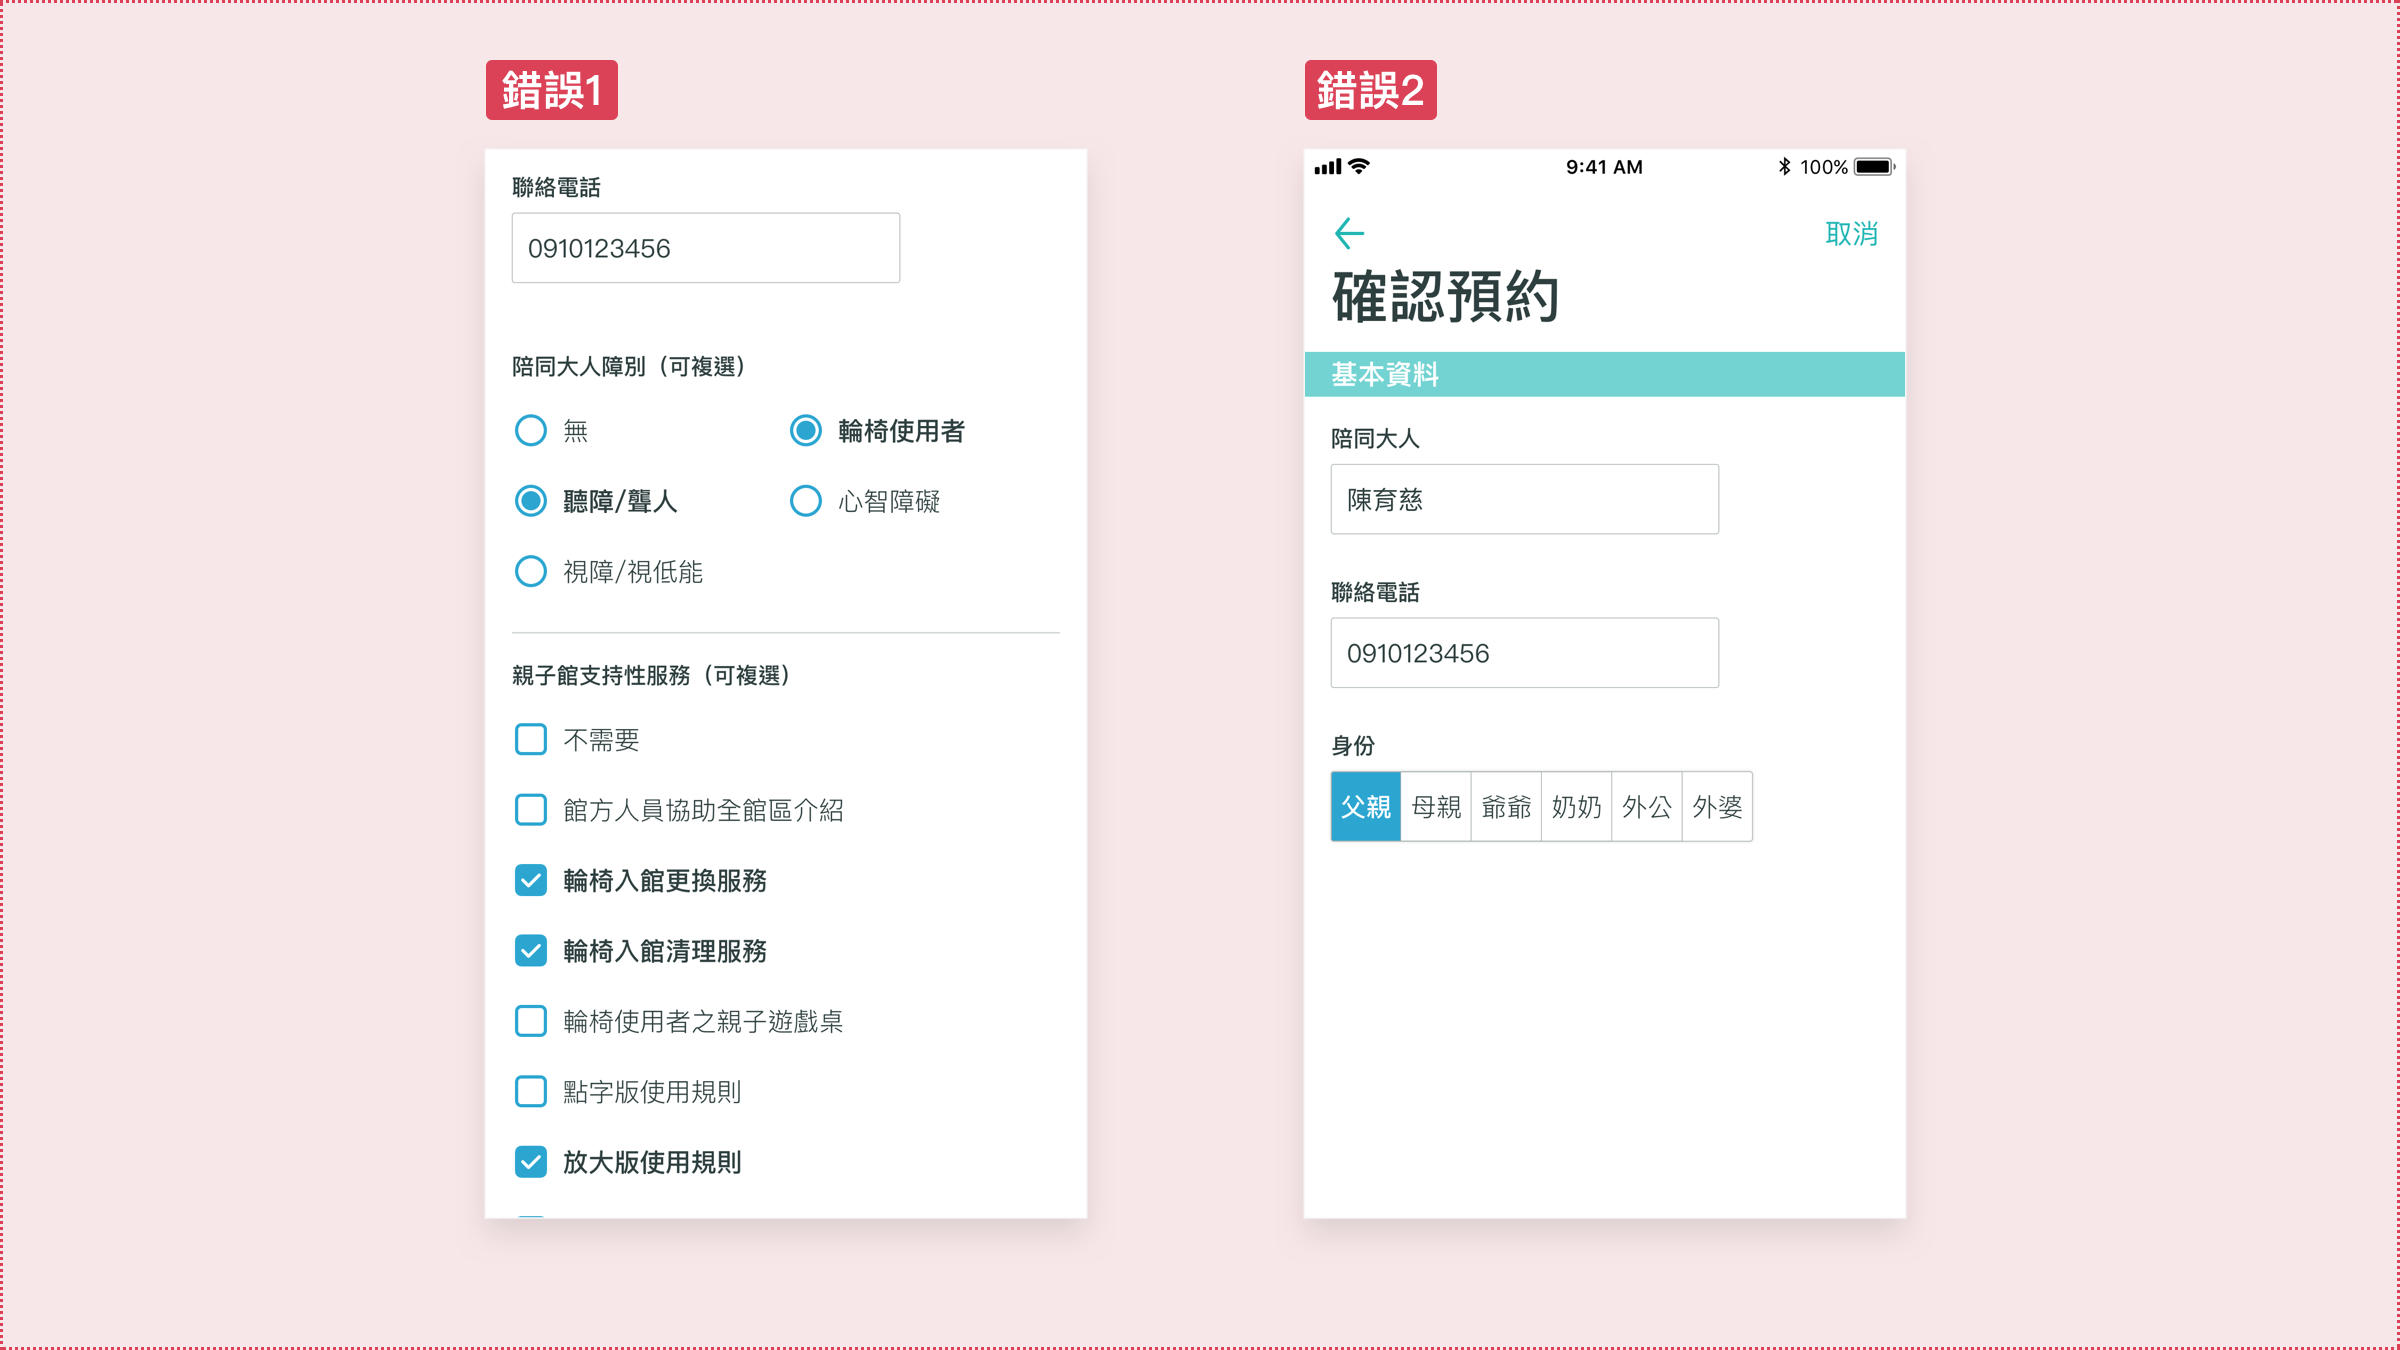 錯誤1
聯絡電話
0910123456
陪同大人障別（可複選）
無
輪椅使用者
聽障/聾人
心智障礙
視障/視低能
親子館支持性服務（可複選）
不需要
館方人員協助全館區介紹
輪椅入館更換服務
輪椅入館清理服務
輪椅使用者之親子遊戲桌
點字版使用規則
放大版使用規則
錯誤2
9:41 AM
100%
取消
確認預約
基本資料
陪同大人
陳育慈
聯絡電話
0910123456
身份
父親 母親 爺爺 奶奶 外公 外婆